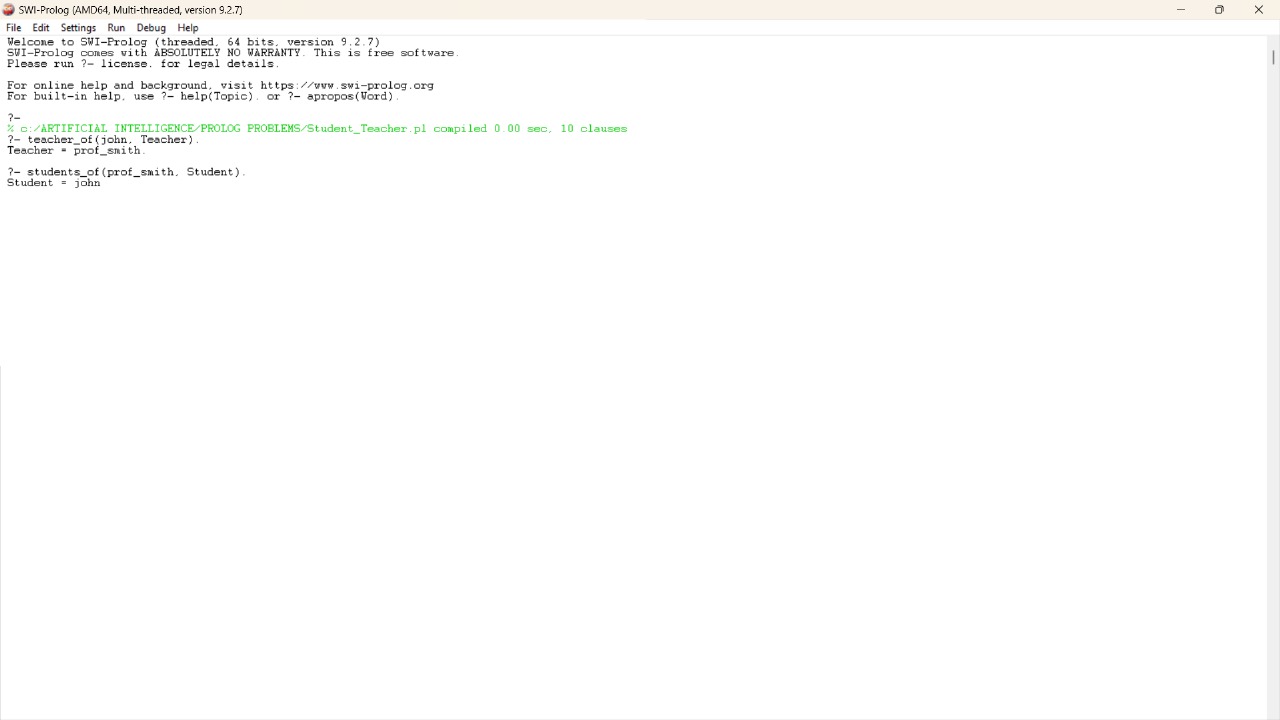 SWI-Prolog (AMD64, Multi-threaded, version 9.2.7)
File Edit Settings Run Debug Help
Welcome to SWI-Prolog (threaded, 64 bits, version 9.2.7)
SWI-Prolog comes with ABSOLUTELY NO WARRANTY. This is free software.
Please run ?- license. for legal details.
For online help and background, visit https://www.swi-prolog.org
For built-in help, use ?- help(Topic). or ?- apropos(Word).
?-
% c:/ARTIFICIAL INTELLIGENCE/PROLOG PROBLEMS/Student_Teacher.pl compiled 0.00 sec, 10 clauses
?- teacher_of(john, Teacher).
Teacher = prof_smith.
?- students_of(prof_smith, Student).
Student = john